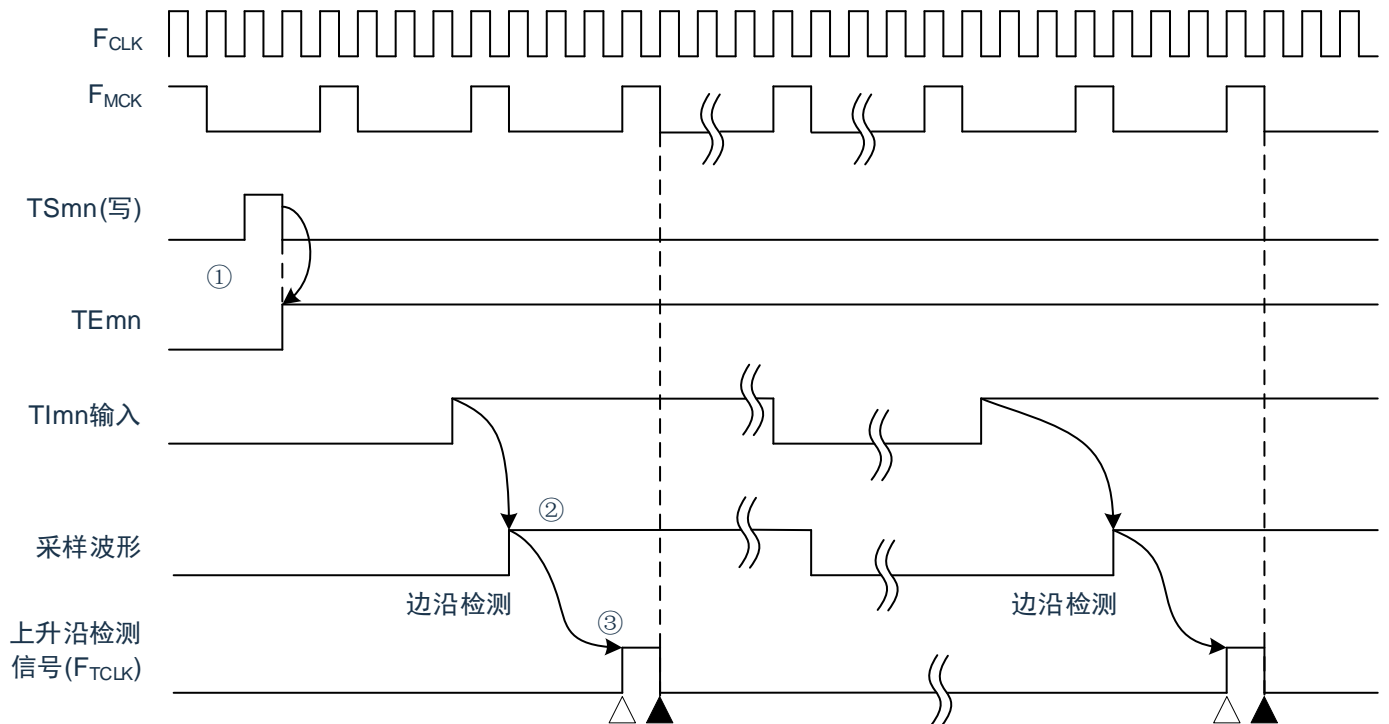 FCLK
FMCK
TSmn(写)
①
TEmn
TImn输入
②
采样波形
边沿检测 边沿检测
③
上升沿检测
信号(FTCLK)